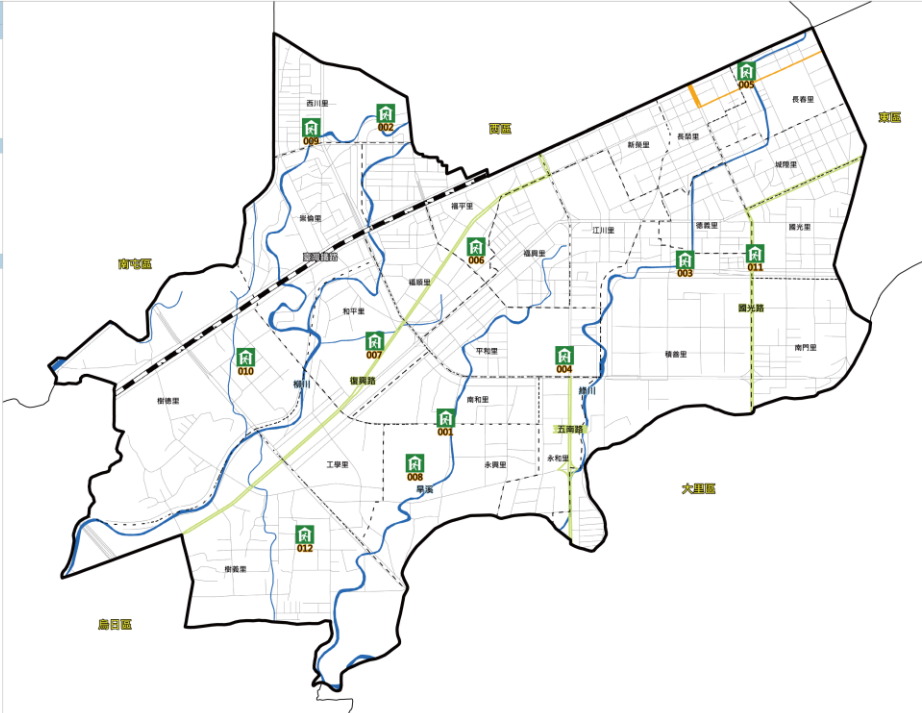 005
長春里
西川里
002
東區
西區
009
長榮里
新榮里
城隍里
福平里
崇倫里
德義里
國光里
江川里
006
福興里
臺灣鐵路
003
011
南屯區
福順里
和平里
國光路
007
平和里
004
積善里
南門里
010
柳川
復興路
綠川
樹德里
南和里
001
五南路
工學里
008
永興里
永和里
旱溪
大里區
012
樹義里
烏日區